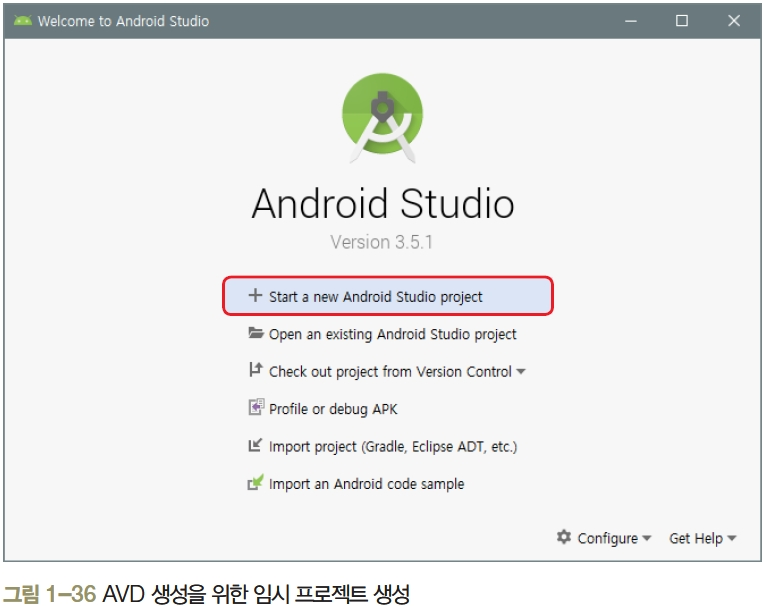 Welcome to Android Studio
Android Studio
Version 3.5.1
Start a new Android Studio project
Open an existing Android Studio project
Check out project from Version Control
Profile or debug APK
Import project (Gradle, Eclipse ADT, etc.)
Import an Android code sample
Configure Get Help
그림 1-36 AVD 생성을 위한 임시 프로젝트 생성